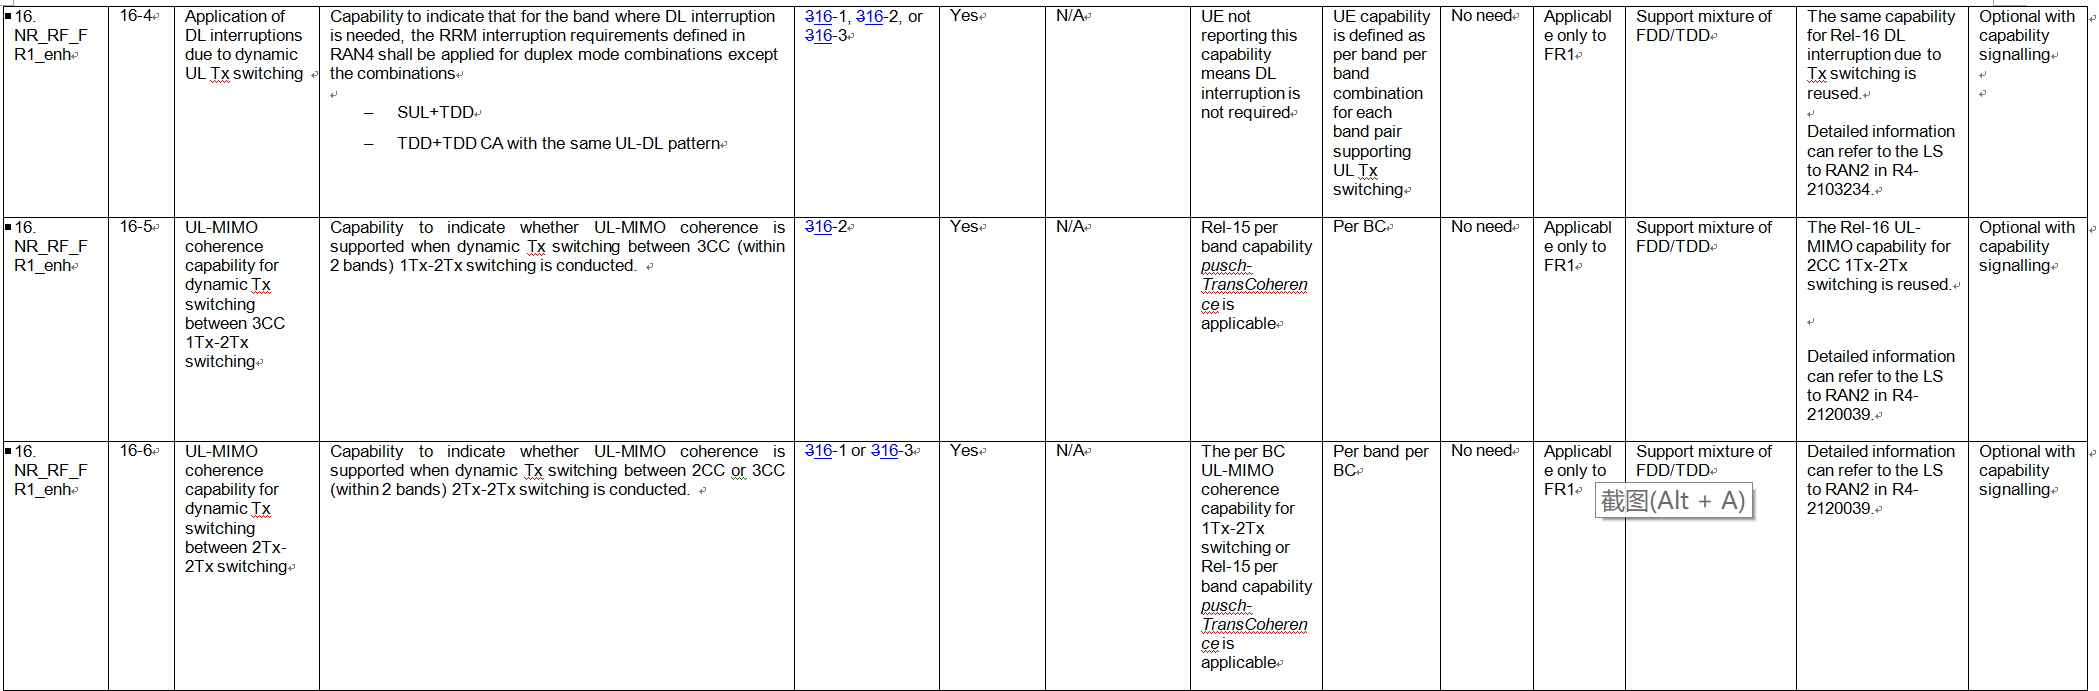 16.
NR_RF_F
R1_enh
16-4
Application of
DL interruptions
due to dynamic
UL Tx switching
Capability to indicate that for the band where DL interruption
is needed, the RRM interruption requirements defined in
RAN4 shall be applied for duplex mode combinations except
the combinations
– SUL+TDD
– TDD+TDD CA with the same UL-DL pattern
316-1, 316-2, or
316-3
Yes
N/A
UE not
reporting this
capability
means DL
interruption is
not required
UE capability
is defined as
per band per
band
combination
for each
band pair
supporting
UL Tx
switching
No need
Applicabl
e only to
FR1
Support mixture of
FDD/TDD
The same capability
for Rel-16 DL
interruption due to
Tx switching is
reused.
Detailed information
can refer to the LS
to RAN2 in R4-
2103234.
Optional with
capability
signalling
16.
NR_RF_F
R1_enh
16-5
UL-MIMO
coherence
capability for
dynamic Tx
switching
between 3CC
1Tx-2Tx
switching
Capability to indicate whether UL-MIMO coherence is
supported when dynamic Tx switching between 3CC (within
2 bands) 1Tx-2Tx switching is conducted.
316-2
Yes
N/A
Rel-15 per
band capability
pusch-
TransCoheren
ce is
applicable
Per BC
No need
Applicabl
e only to
FR1
Support mixture of
FDD/TDD
The Rel-16 UL-
MIMO capability for
2CC 1Tx-2Tx
switching is reused.
Detailed information
can refer to the LS
to RAN2 in R4-
2120039.
Optional with
capability
signalling
16.
NR_RF_F
R1_enh
16-6
UL-MIMO
coherence
capability for
dynamic Tx
switching
between 2Tx-
2Tx switching
Capability to indicate whether UL-MIMO coherence is
supported when dynamic Tx switching between 2CC or 3CC
(within 2 bands) 2Tx-2Tx switching is conducted.
316-1 or 316-3
Yes
N/A
The per BC
UL-MIMO
coherence
capability for
1Tx-2Tx
switching or
Rel-15 per
band capability
pusch-
TransCoheren
ce is
applicable
Per band per
BC
No need
Applicabl
e only to
FR1
Support mixture of
FDD/TDD
截图(Alt + A)
Detailed information
can refer to the LS
to RAN2 in R4-
2120039.
Optional with
capability
signalling